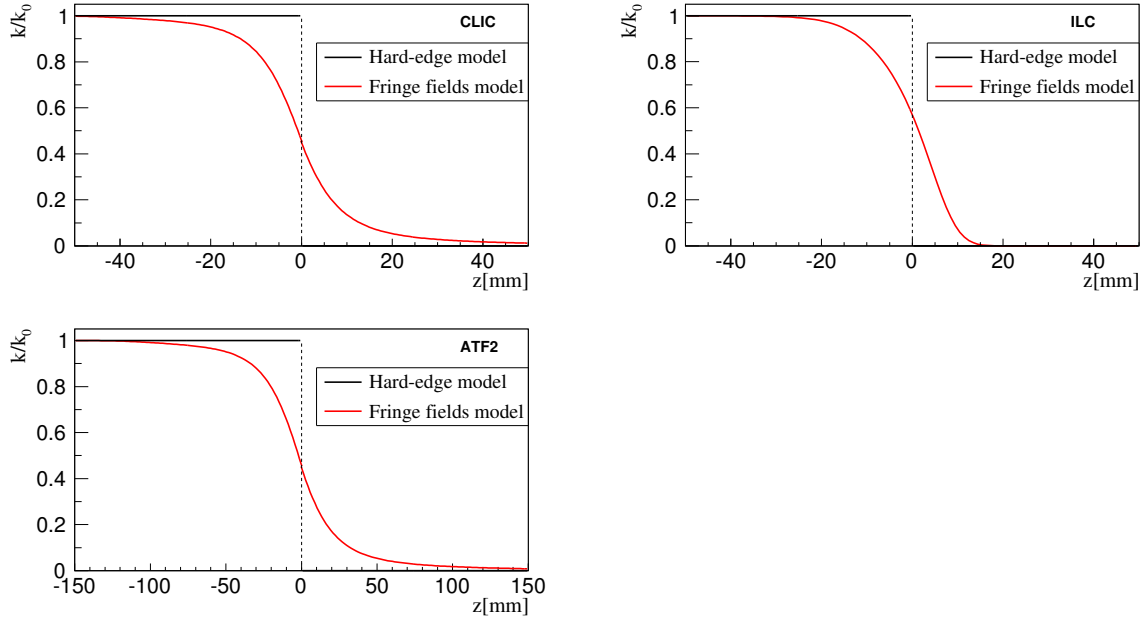 k/k0
1
0.8
0.6
0.4
0.2
0
CLIC
Hard-edge model
Fringe fields model
-40 -20 0 20 40
z[mm]
k/k0
1
0.8
0.6
0.4
0.2
0
ILC
Hard-edge model
Fringe fields model
-40 -20 0 20 40
z[mm]
k/k0
1
0.8
0.6
0.4
0.2
0
ATF2
Hard-edge model
Fringe fields model
-150 -100 -50 0 50 100 150
z[mm]